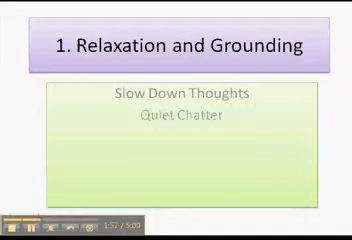 1. Relaxation and Grounding
Slow Down Thoughts
Quiet Chatter
1:57 / 5:00